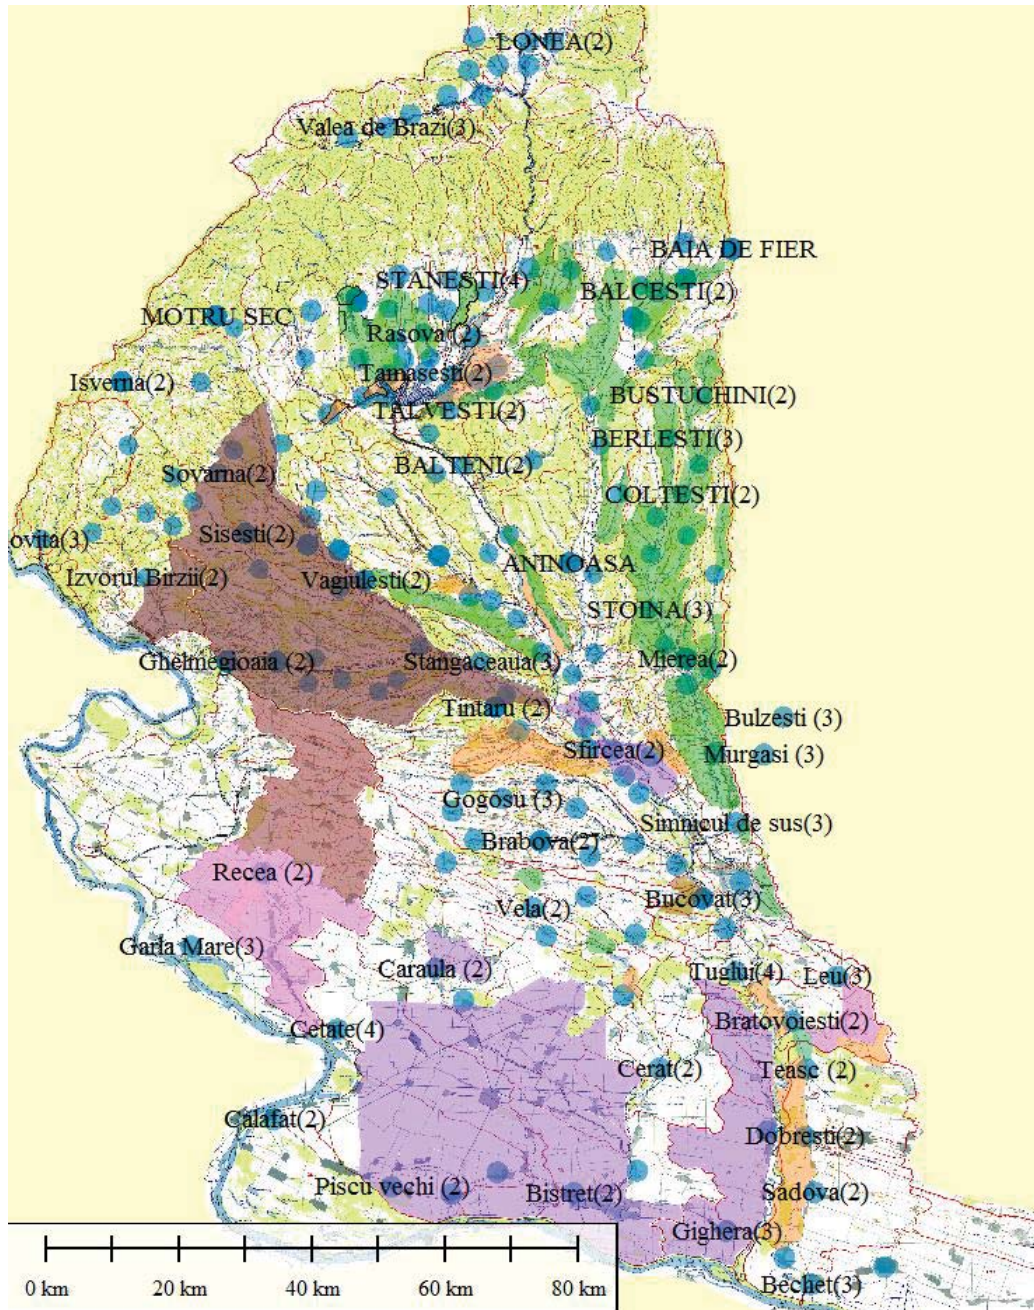 LONEA(2)
Valea de Brazi(3)
BAIA DE FIER
STANESTI(4)
BALCESTI(2)
MOTRU SEC
Rasova (2)
Tamasesti(2)
Isverna(2)
BUSTUCHINI(2)
TALVESTI(2)
BERLESTI(3)
BALTENI(2)
Sovarna(2)
COLTESTI(2)
Sisesti(2)
ovita(3)
ANINOASA
Izvorul Birzii(2)
Vagiulesti(2)
STOINA(3)
Ghelmegioaia (2)
Stangaceaua(3)
Mierea(2)
Tintaru (2)
Bulzesti (3)
Sfircea(2)
Murgasi (3)
Gogosu (3)
Simnicul de sus(3)
Brabova(2)
Recea (2)
Bucovat(3)
Vela(2)
Garla Mare(3)
Caraula (2)
Tuglui(4)
Leu(3)
Bratovoiesti(2)
Cetate(4)
Cerat(2)
Teasc (2)
Calafat(2)
Dobresti(2)
Piscu vechi (2)
Bistret(2)
Sadova(2)
Gighera(3)
Bechet(3)
0 km 20 km 40 km 60 km 80 km